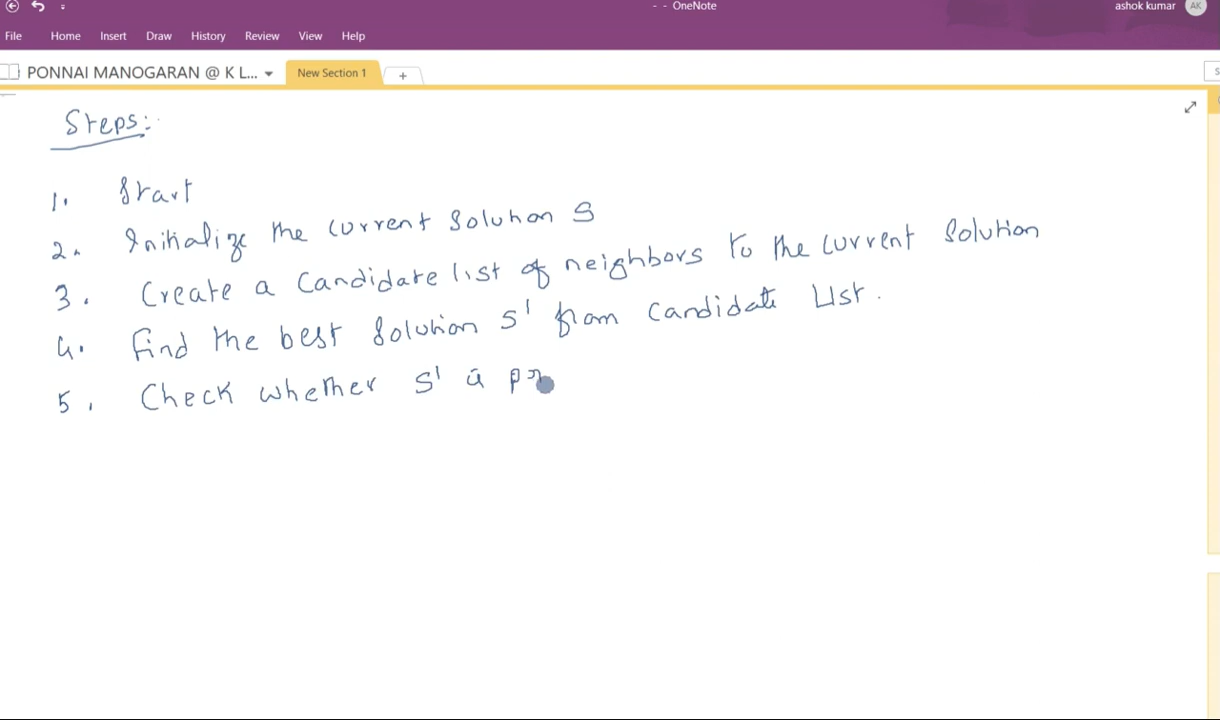 - - OneNote
ashok kumar AK
File Home Insert Draw History Review View Help
PONNAI MANOGARAN @ K L... New Section 1 +
Steps:
1. Start
2. Initialize the current solution S
3. Create a candidate list of neighbors to the current solution
4. find the best solution S' from candidate List.
5. Check whether S' is